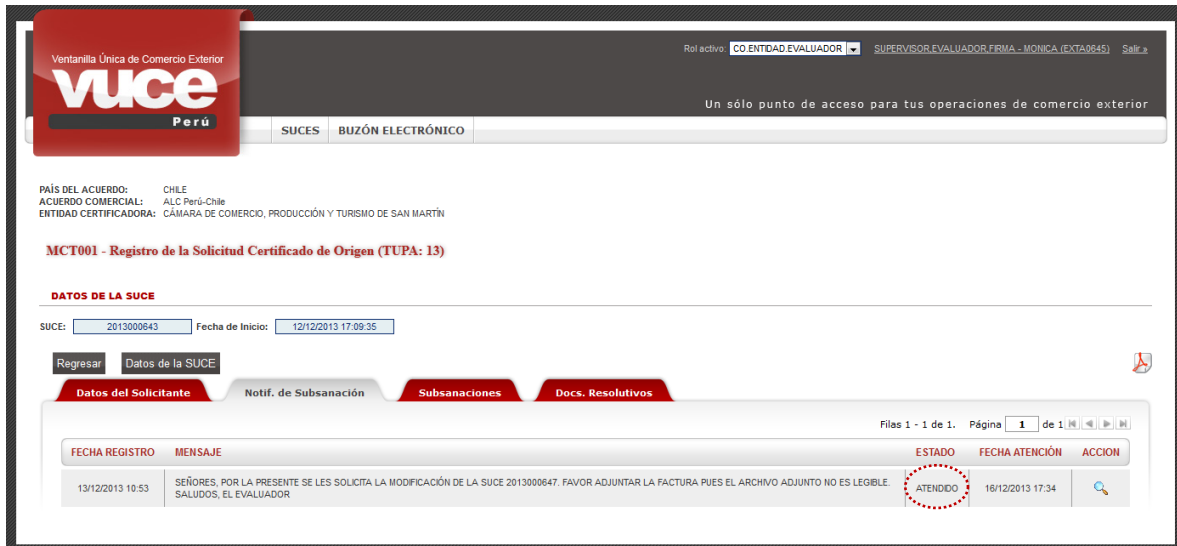 Ventanilla Única de Comercio Exterior
vuce
Perú
Rol activo: CO.ENTIDAD.EVALUADOR SUPERVISOR,EVALUADOR,FIRMA - MONICA (EXTA0645) Salir »
Un sólo punto de acceso para tus operaciones de comercio exterior
SUCES BUZÓN ELECTRÓNICO
PAÍS DEL ACUERDO: CHILE
ACUERDO COMERCIAL: ALC Perú-Chile
ENTIDAD CERTIFICADORA: CÁMARA DE COMERCIO, PRODUCCIÓN Y TURISMO DE SAN MARTÍN
MCT001 - Registro de la Solicitud Certificado de Origen (TUPA: 13)
DATOS DE LA SUCE
SUCE: 2013000643 Fecha de Inicio: 12/12/2013 17:09:35
Regresar Datos de la SUCE
Datos del Solicitante Notif. de Subsanación Subsanaciones Docs. Resolutivos
Filas 1 - 1 de 1. Página 1 de 1
FECHA REGISTRO MENSAJE ESTADO FECHA ATENCIÓN ACCION
13/12/2013 10:53 SEÑORES, POR LA PRESENTE SE LES SOLICITA LA MODIFICACIÓN DE LA SUCE 2013000647. FAVOR ADJUNTAR LA FACTURA PUES EL ARCHIVO ADJUNTO NO ES LEGIBLE. ATENDIDO 16/12/2013 17:34
SALUDOS, EL EVALUADOR